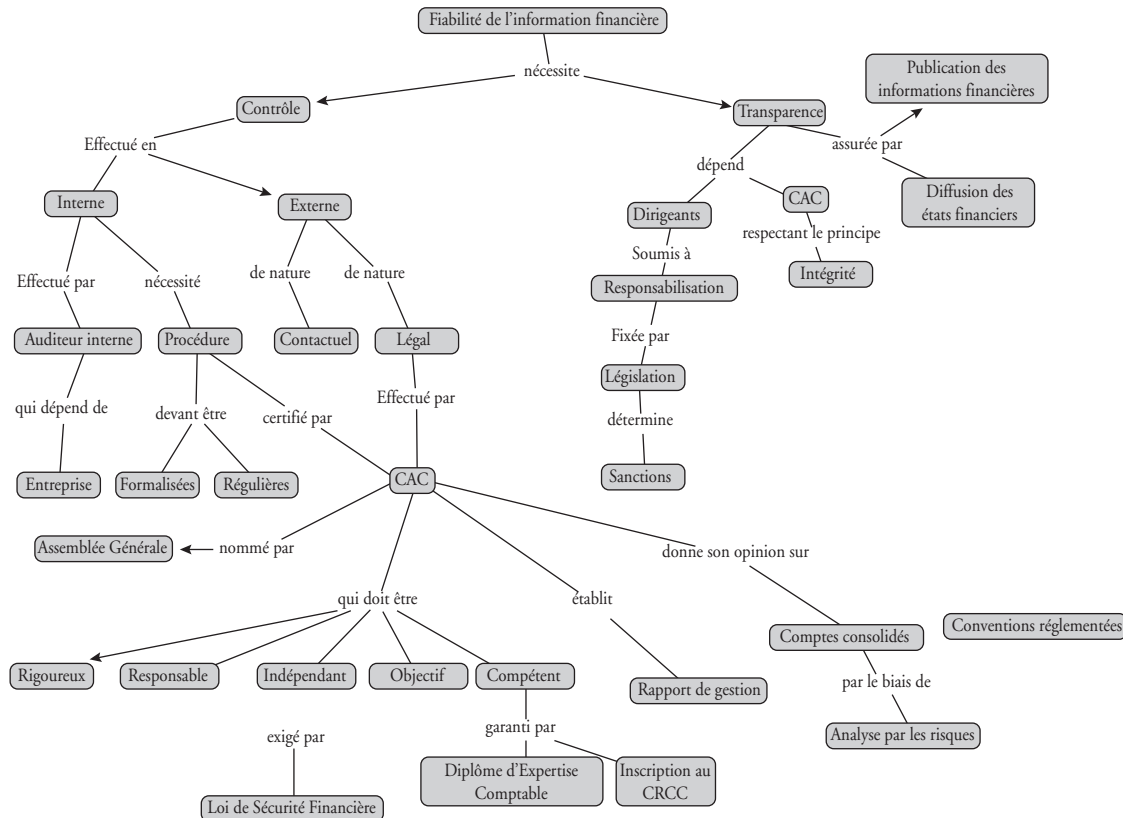 Fiabilité de l'information financière
nécessite
Publication des
informations financières
Contrôle
Transparence
Effectué en
assurée par
dépend
Interne
Externe
Dirigeants
CAC
Diffusion des
états financiers
respectant le principe
Soumis à
Effectué par
nécessité
de nature
de nature
Intégrité
Responsabilisation
Auditeur interne
Procédure
Contactuel
Légal
Fixée par
Législation
Effectué par
qui dépend de
devant être
certifié par
détermine
Entreprise
Formalisées
Régulières
CAC
Sanctions
Assemblée Générale
nommé par
donne son opinion sur
qui doit être
établit
Comptes consolidés
Conventions réglementées
Rigoureux
Responsable
Indépendant
Objectif
Compétent
Rapport de gestion
par le biais de
exigé par
garanti par
Analyse par les risques
Diplôme d'Expertise
Comptable
Inscription au
CRCC
Loi de Sécurité Financière